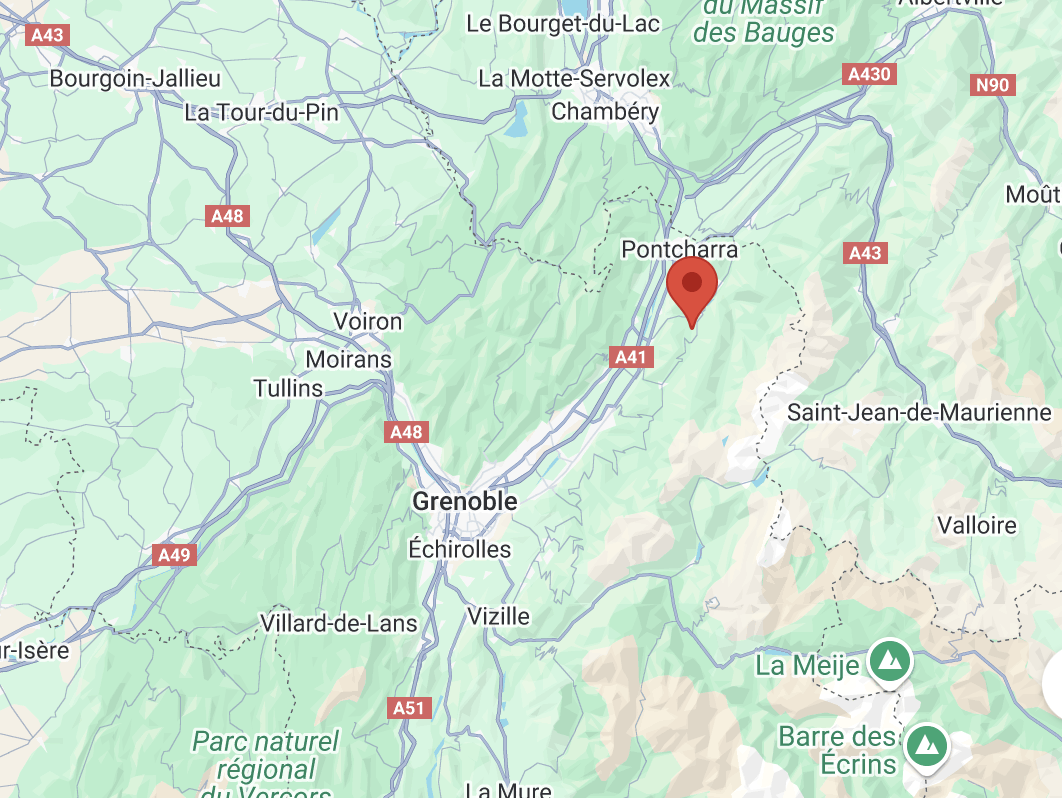 du Massif
des Bauges
Albertville
Le Bourget-du-Lac
A43
Bourgoin-Jallieu
La Motte-Servolex
A430
N90
La Tour-du-Pin
Chambéry
Moût
A48
Pontcharra
A43
Voiron
A41
Moirans
Tullins
Saint-Jean-de-Maurienne
A48
Grenoble
Valloire
Échirolles
A49
Vizille
Villard-de-Lans
ur-Isère
La Meije
A51
Parc naturel
régional
du Vercors
Barre des
Écrins
La Mure